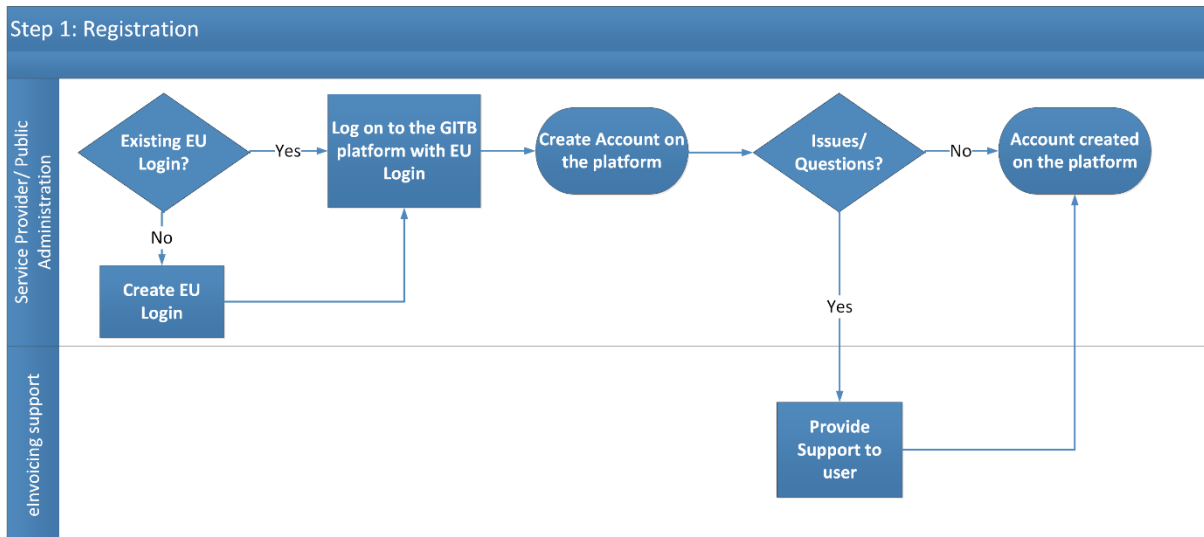 Step 1: Registration
Service Provider/ Public
Administration
Existing EU
Login?
Yes
No
Create EU
Login
Log on to the GITB
platform with EU
Login
Create Account on
the platform
Issues/
Questions?
No
Yes
Account created
on the platform
eInvoicing support
Provide
Support to
user